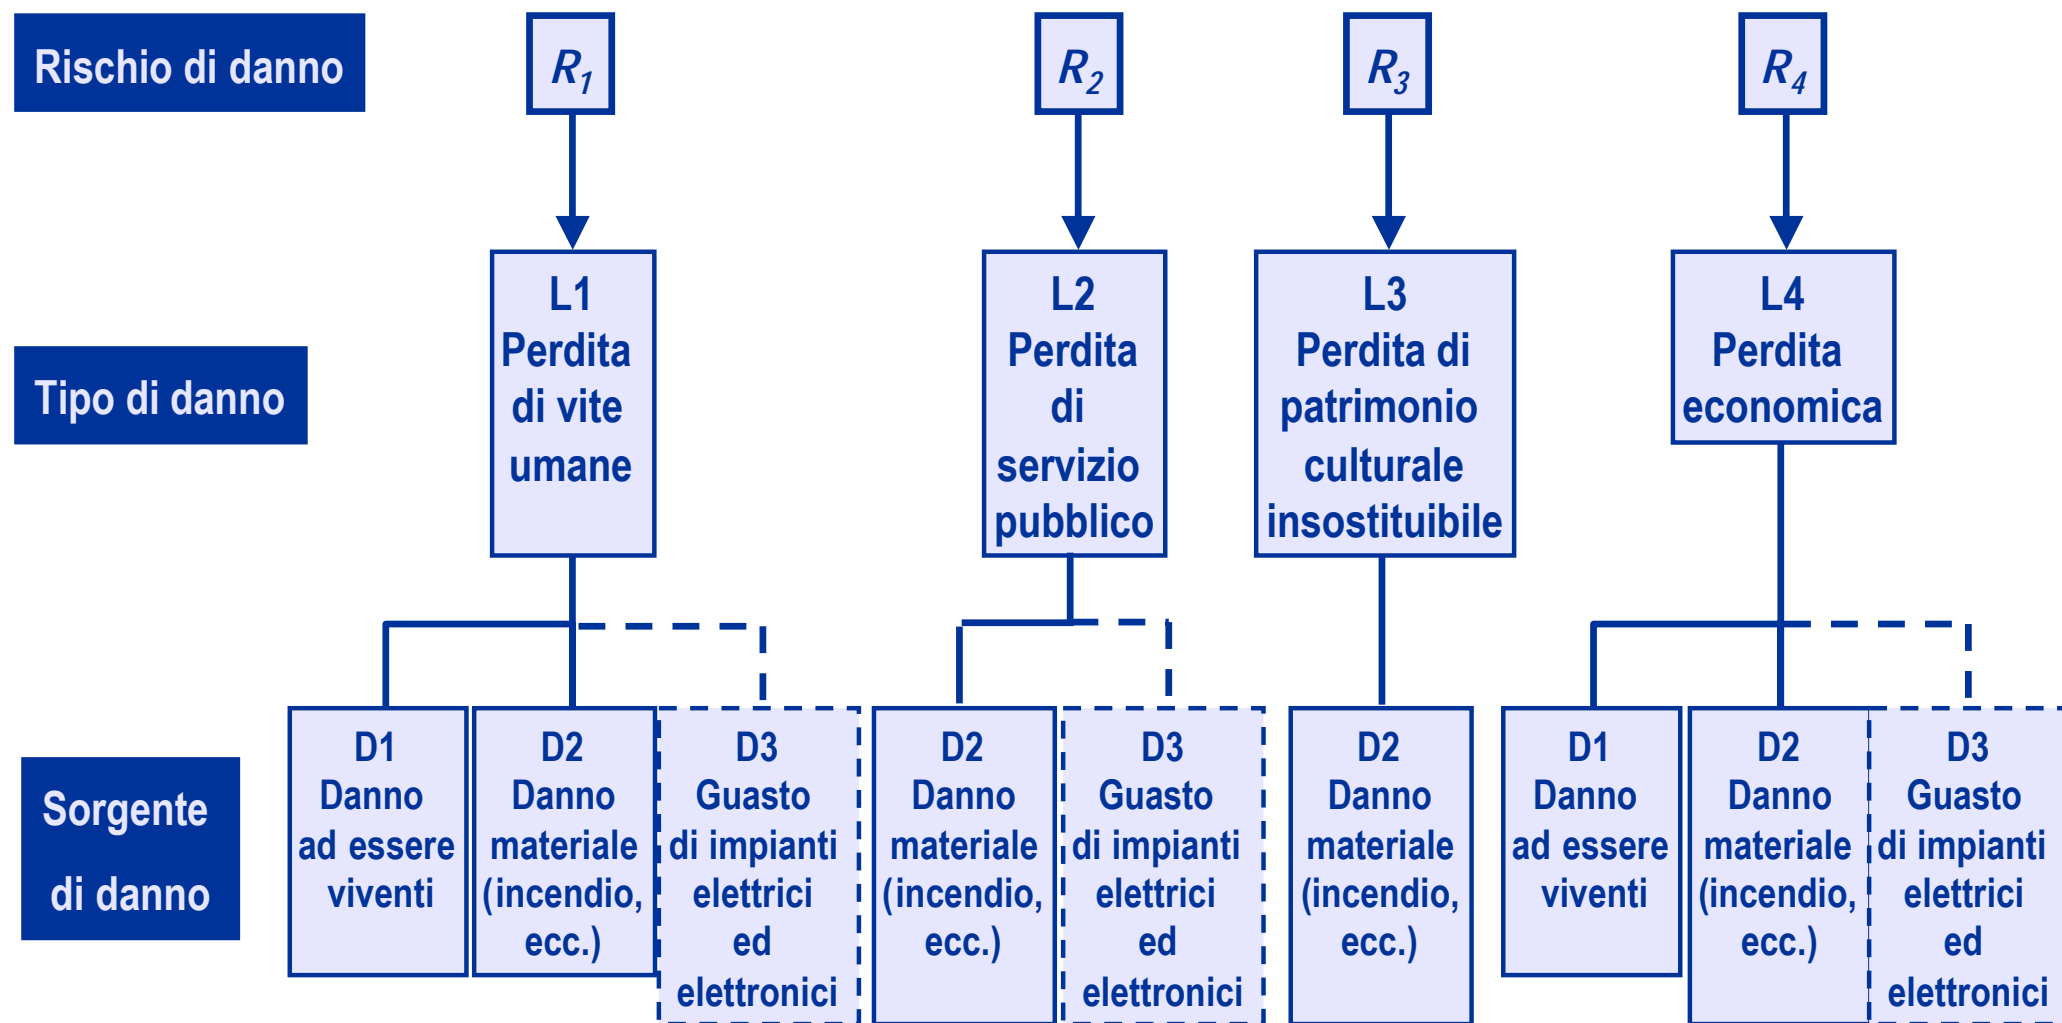 Rischio di danno
R1
R2
R3
R4
Tipo di danno
L1
Perdita
di vite
umane
L2
Perdita
di
servizio
pubblico
L3
Perdita di
patrimonio
culturale
insostituibile
L4
Perdita
economica
Sorgente
di danno
D1
Danno
ad essere
viventi
D2
Danno
materiale
(incendio,
ecc.)
D3
Guasto
di impianti
elettrici
ed
elettronici
D2
Danno
materiale
(incendio,
ecc.)
D3
Guasto
di impianti
elettrici
ed
elettronici
D2
Danno
materiale
(incendio,
ecc.)
D1
Danno
ad essere
viventi
D2
Danno
materiale
(incendio,
ecc.)
D3
Guasto
di impianti
elettrici
ed
elettronici